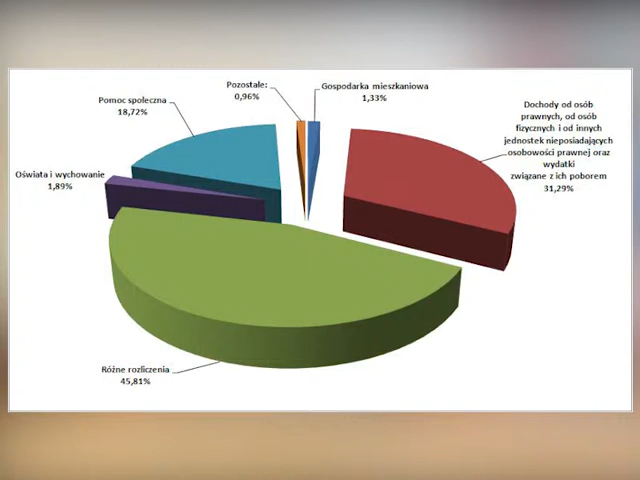 Pozostałe:
0,96%
Gospodarka mieszkaniowa
1,33%
Pomoc społeczna
18,72%
Dochody od osób
prawnych, od osób
fizycznych i od innych
jednostek nieposiadających
osobowości prawnej oraz
wydatki
związane z ich poborem
31,29%
Oświata i wychowanie
1,89%
Różne rozliczenia
45,81%